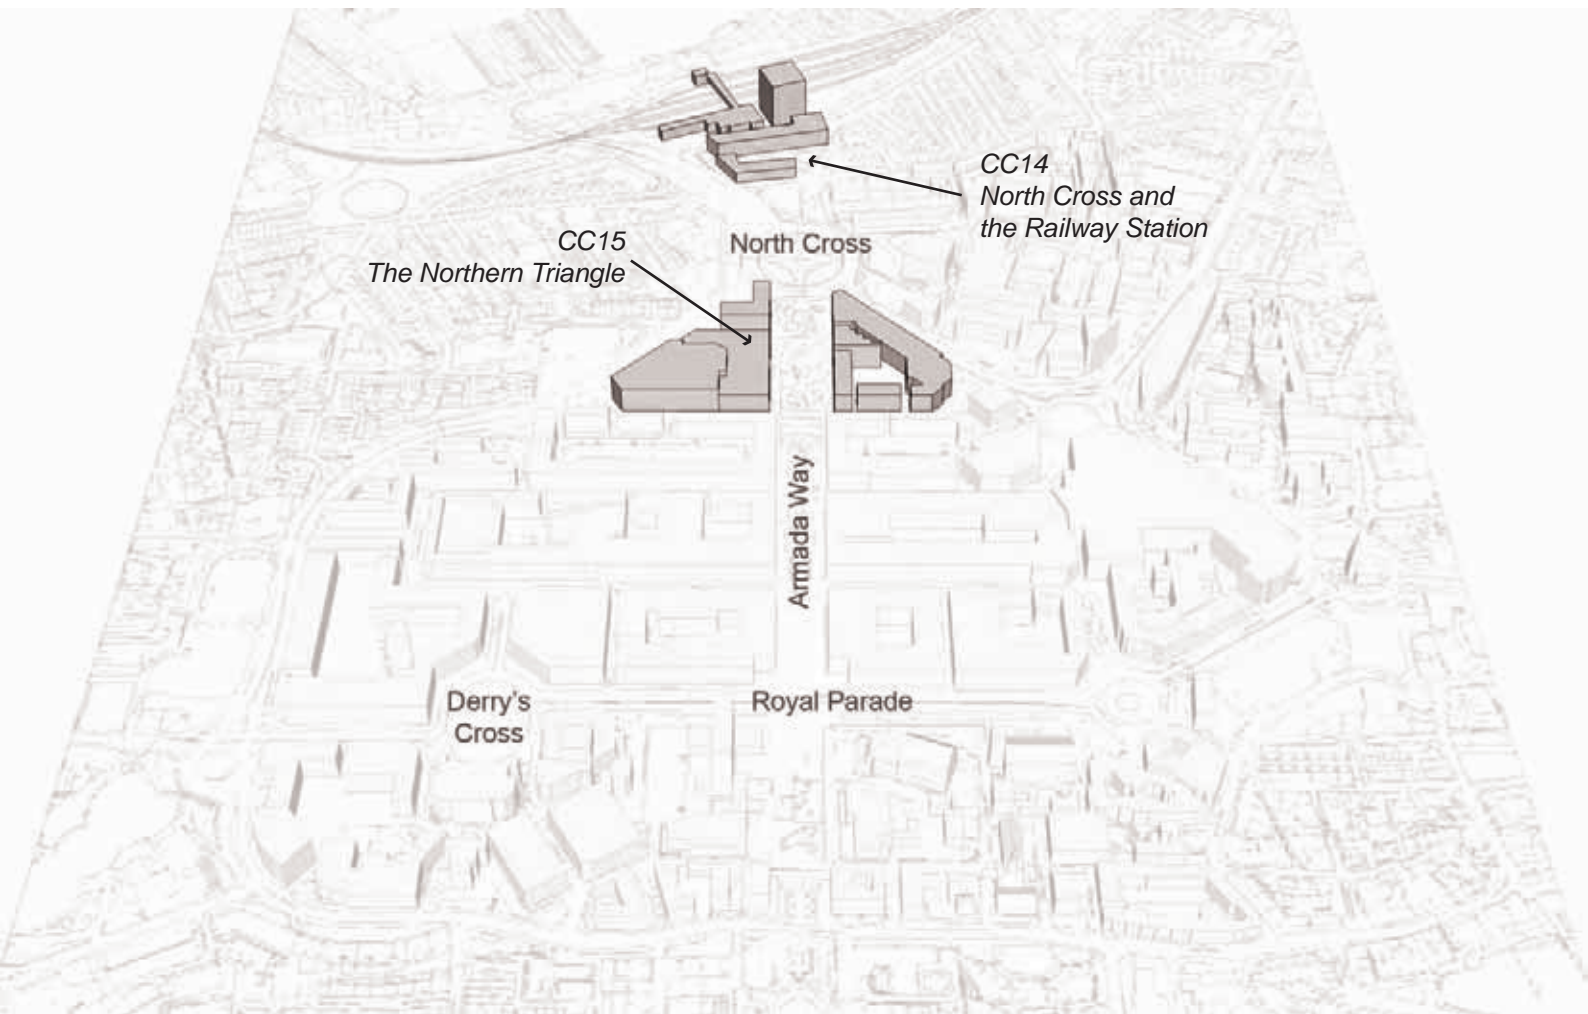 CC14
North Cross and
the Railway Station
CC15
The Northern Triangle
North Cross
Armada Way
Derry's
Cross
Royal Parade